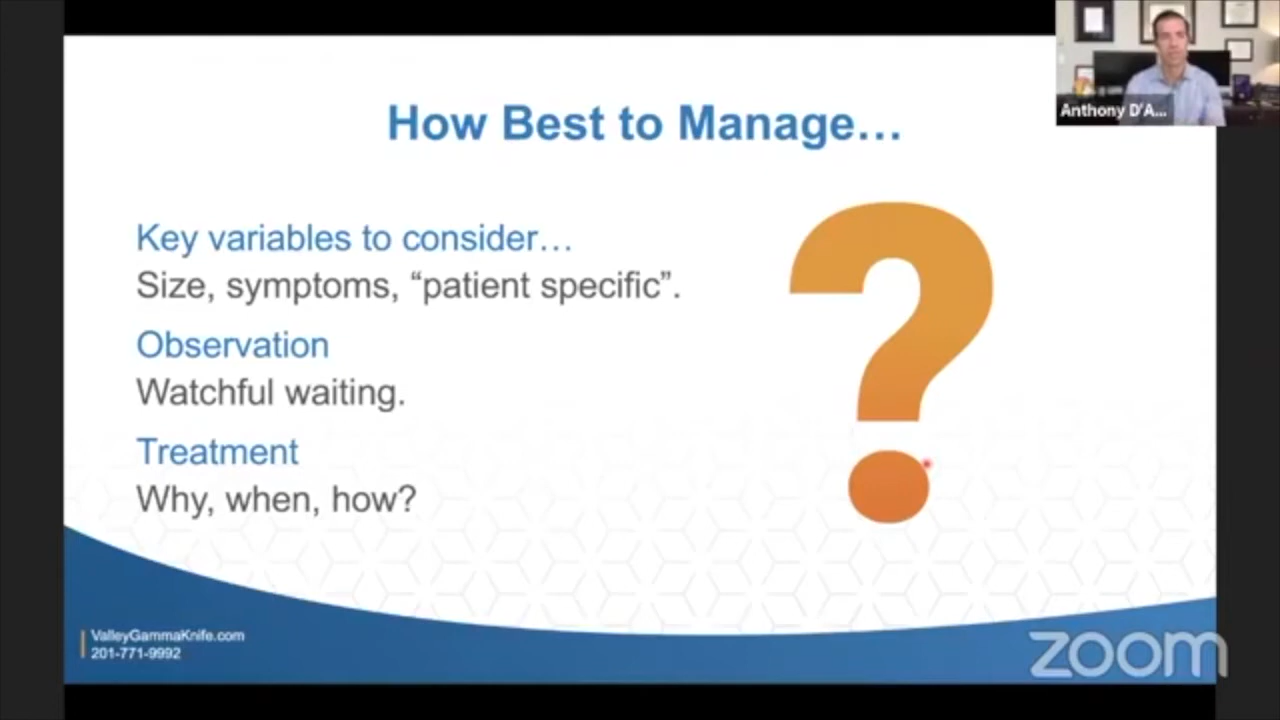 How Best to Manage…
Anthony D'A...
Key variables to consider…
Size, symptoms, “patient specific”.
Observation
Watchful waiting.
Treatment
Why, when, how?
ValleyGammaKnife.com
201-771-9992
zoom